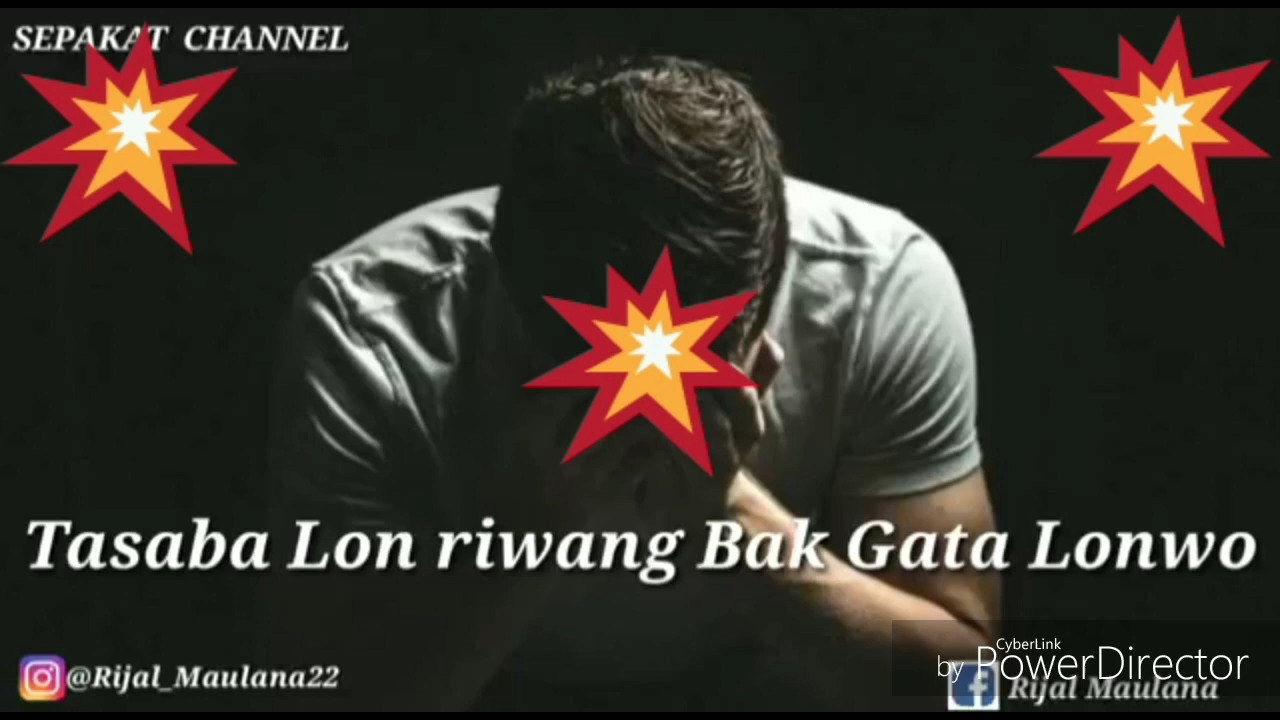 SEPAKAT CHANNEL
Tasaba Lon riwang Bak Gata Lonwo
@Rijal_Maulana22
CyberLink
by PowerDirector
Rijal Maulana